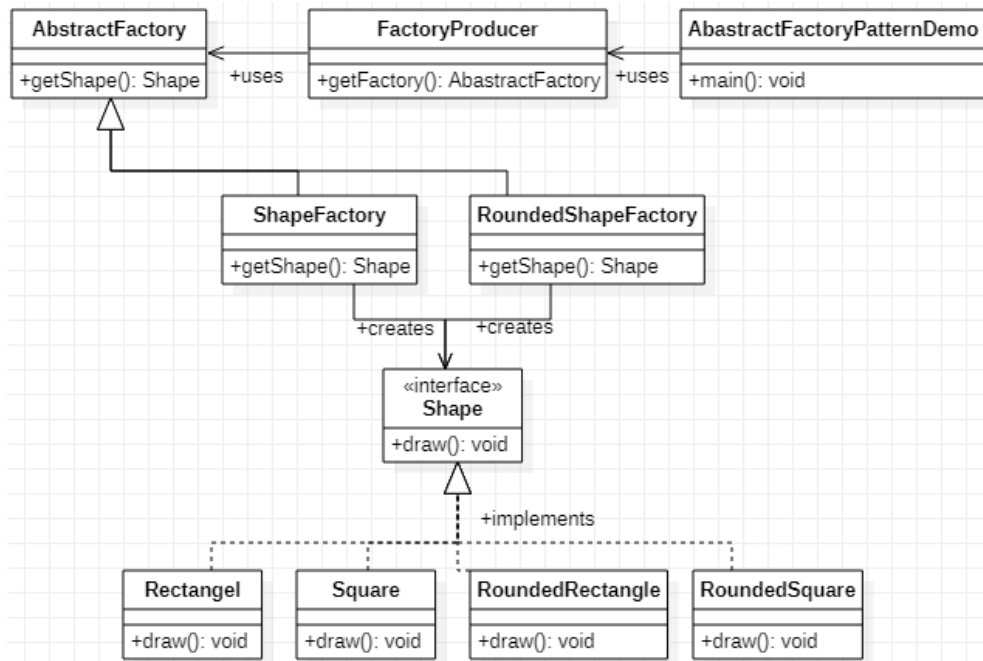 AbstractFactory
+getShape(): Shape
+uses
FactoryProducer
+getFactory(): AbastractFactory
+uses
AbastractFactoryPatternDemo
+main(): void
ShapeFactory
+getShape(): Shape
RoundedShapeFactory
+getShape(): Shape
+creates
+creates
«interface»
Shape
+draw(): void
+implements
Rectangel
+draw(): void
Square
+draw(): void
RoundedRectangle
+draw(): void
RoundedSquare
+draw(): void